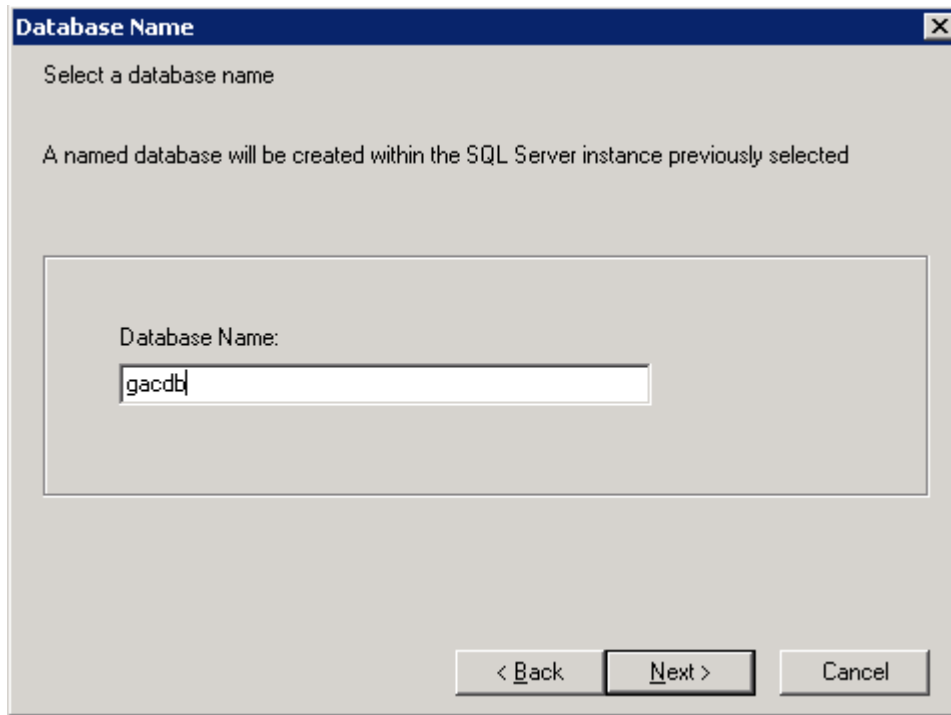 Database Name
Select a database name
A named database will be created within the SQL Server instance previously selected
Database Name:
gacdb
< Back
Next >
Cancel